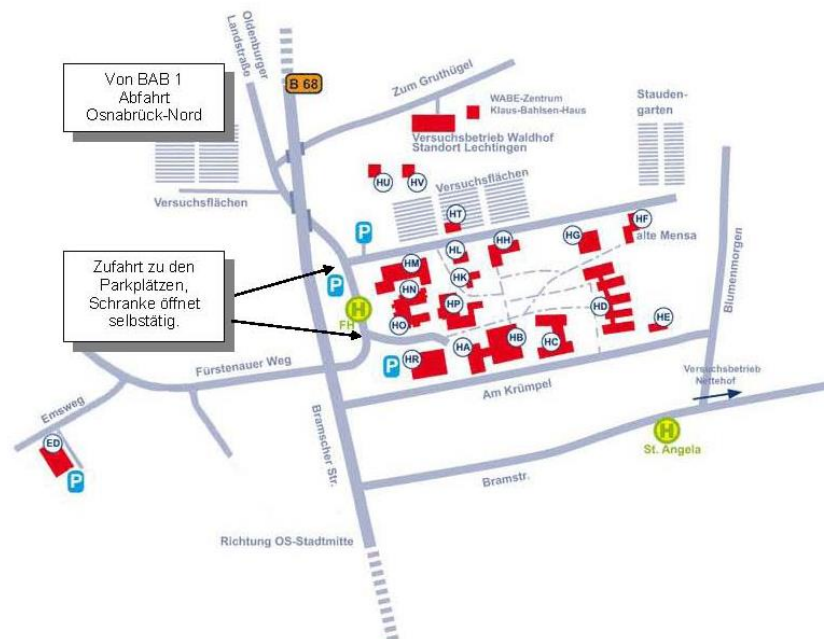 Von BAB 1
Abfahrt
Osnabrück-Nord
Oldenburger
Landstraße
B 68
Zum Gruthügel
WABE-Zentrum
Klaus-Bahlsen-Haus
Versuchsbetrieb Waldhof
Standort Lechtingen
Stauden-
garten
Versuchsflächen
HU
HV
Versuchsflächen
HT
HF
P
HL
HH
HG
alte Mensa
Zufahrt zu den
Parkplätzen,
Schranke öffnet
selbstätig.
P
HM
HK
HN
HP
H
FH
HO
HD
HE
Blumenmorgen
HA
HB
HC
HR
P
Fürstenauer Weg
Am Krümpel
Versuchsbetrieb
Nettehof
Emsweg
ED
P
Bramscher Str.
H
St. Angela
Bramstr.
Richtung OS-Stadtmitte